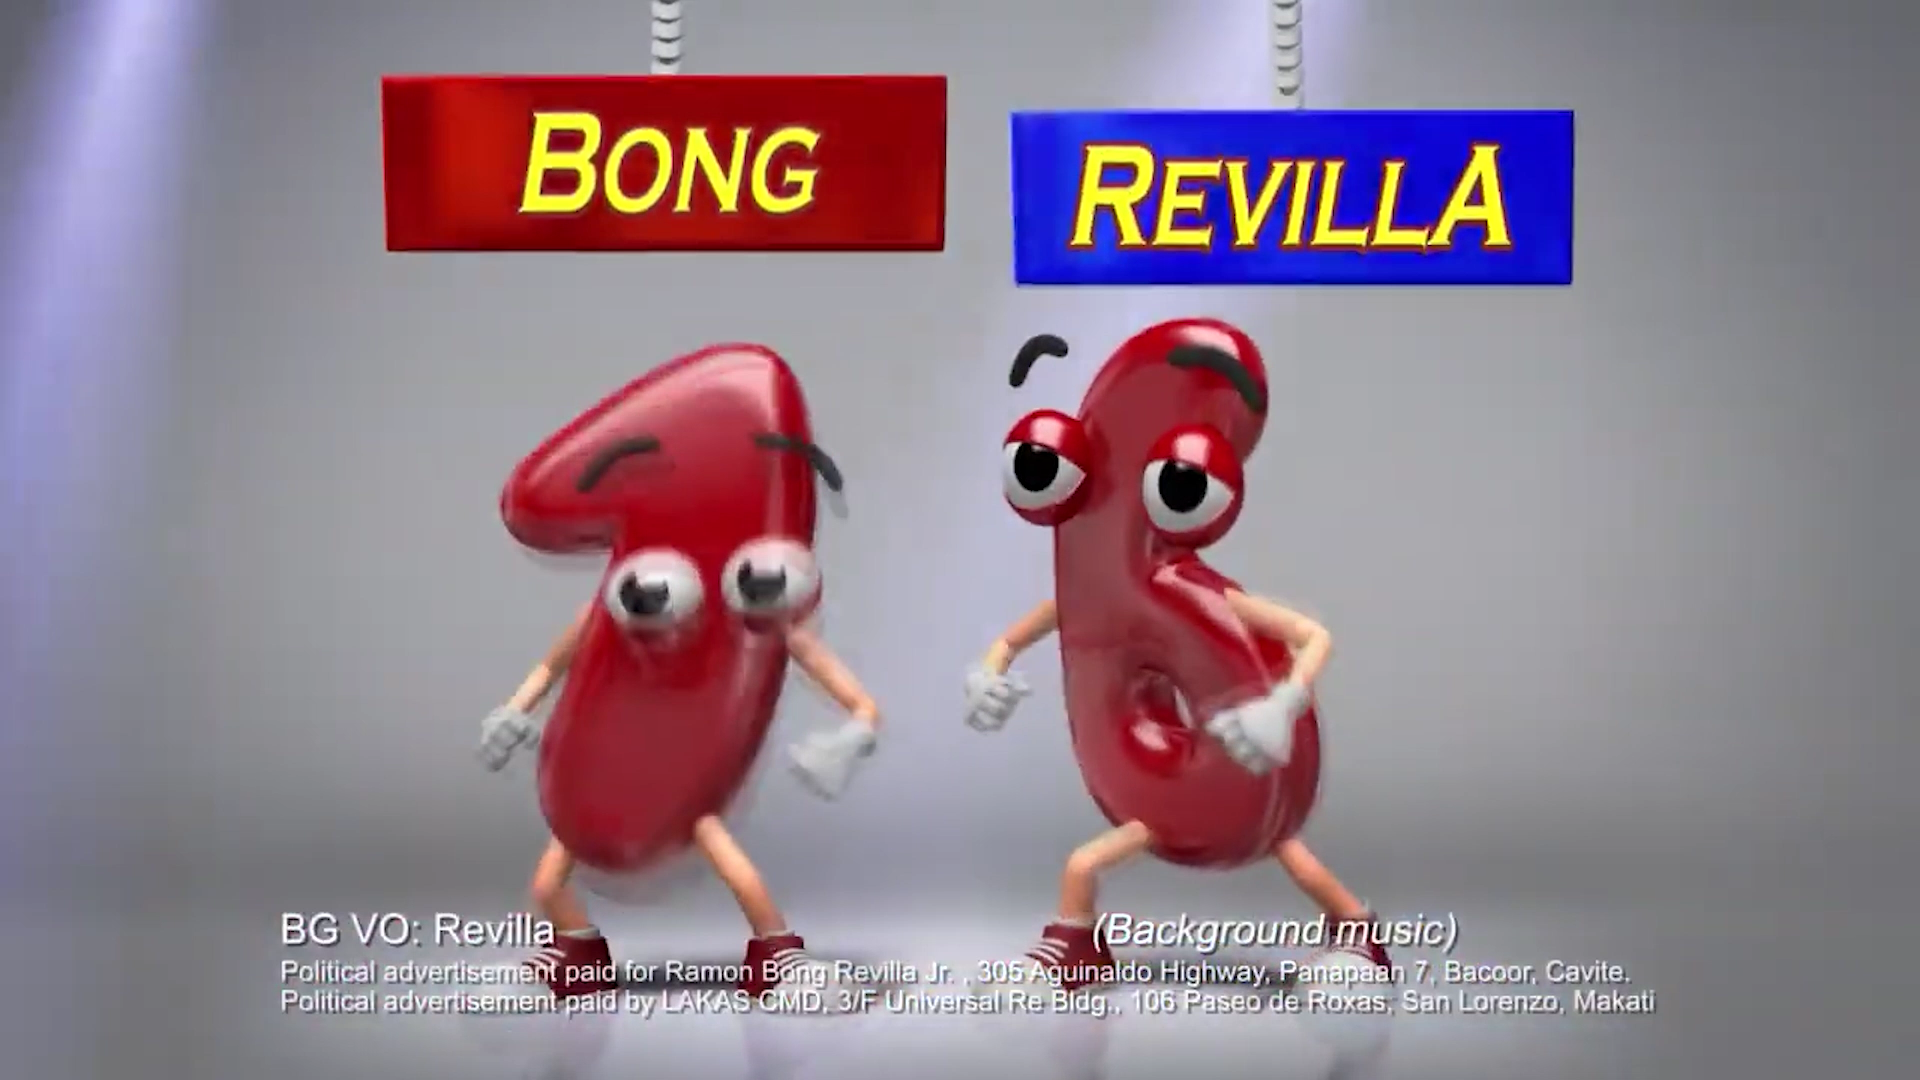 BONG
REVILLA
16
BG VO: Revilla (Background music)
Political advertisement paid for Ramon Bong Revilla Jr. , 305 Aguinaldo Highway, Panapaan 7, Bacoor, Cavite.
Political advertisement paid by LAKAS CMD, 3/F Universal Re Bldg., 106 Paseo de Roxas, San Lorenzo, Makati